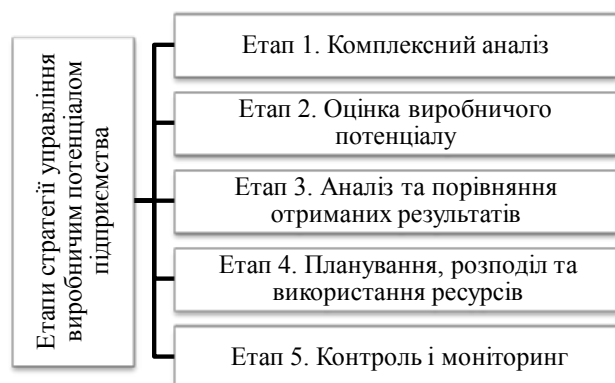 Етапи стратегії управління
виробничим потенціалом
підприємства
Етап 1. Комплексний аналіз
Етап 2. Оцінка виробничого
потенціалу
Етап 3. Аналіз та порівняння
отриманих результатів
Етап 4. Планування, розподіл та
використання ресурсів
Етап 5. Контроль і моніторинг